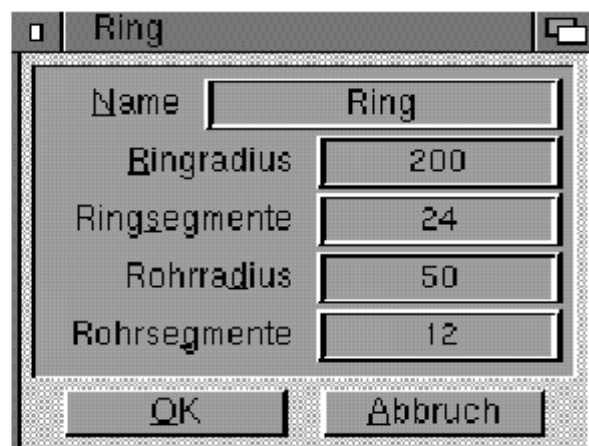 Ring
Name Ring
Ringradius 200
Ringsegmente 24
Rohrradius 50
Rohrsegmente 12
OK Abbruch